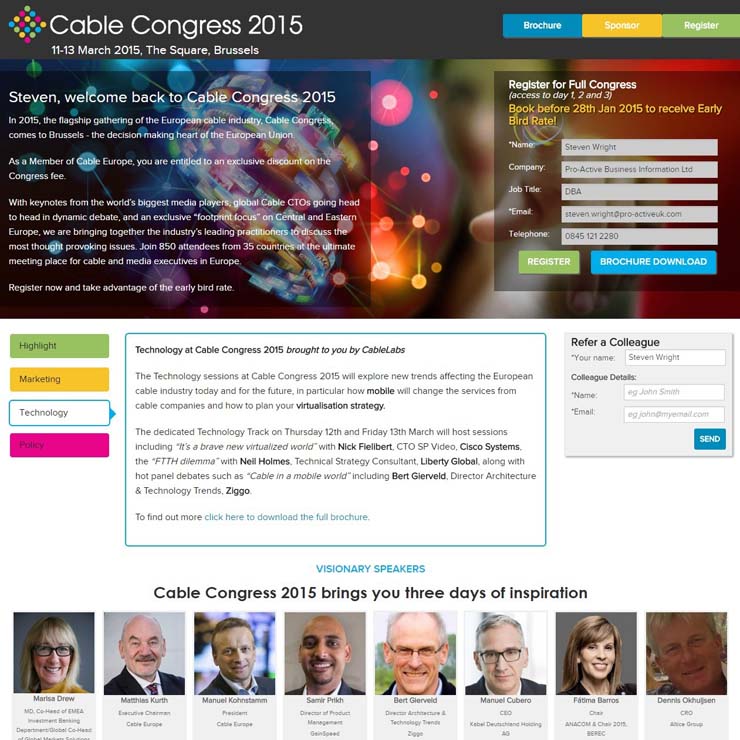 Cable Congress 2015
11-13 March 2015, The Square, Brussels
Brochure
Sponsor
Register
Steven, welcome back to Cable Congress 2015
In 2015, the flagship gathering of the European cable industry, Cable Congress,
comes to Brussels - the decision making heart of the European Union.
As a Member of Cable Europe, you are entitled to an exclusive discount on the
Congress fee.
With keynotes from the world's biggest media players, global Cable CTOs going head
to head in dynamic debate, and an exclusive "footprint focus" on Central and Eastern
Europe, we are bringing together the industry's leading practitioners to discuss the
most thought provoking issues. Join 850 attendees from 35 countries at the ultimate
meeting place for cable and media executives in Europe.
Register now and take advantage of the early bird rate.
Register for Full Congress
(access to day 1, 2 and 3)
Book before 28th Jan 2015 to receive Early
Bird Rate!
*Name: Steven Wright
Company: Pro-Active Business Information Ltd
Job Title: DBA
*Email: steven.wright@pro-activeuk.com
Telephone: 0845 121 2280
REGISTER
BROCHURE DOWNLOAD
Highlight
Marketing
Technology
Policy
Technology at Cable Congress 2015 brought to you by CableLabs
The Technology sessions at Cable Congress 2015 will explore new trends affecting the European
cable industry today and for the future, in particular how mobile will change the services from
cable companies and how to plan your virtualisation strategy.
The dedicated Technology Track on Thursday 12th and Friday 13th March will host sessions
including "It's a brave new virtualized world" with Nick Fielibert, CTO SP Video, Cisco Systems,
the "FTTH dilemma" with Neil Holmes, Technical Strategy Consultant, Liberty Global, along with
hot panel debates such as "Cable in a mobile world" including Bert Gierveld, Director Architecture
& Technology Trends, Ziggo.
To find out more click here to download the full brochure.
Refer a Colleague
*Your name: Steven Wright
Colleague Details:
*Name: eg John Smith
*Email: eg john@myemail.com
SEND
VISIONARY SPEAKERS
Cable Congress 2015 brings you three days of inspiration
Marisa Drew
MD, Co-Head of EMEA
Investment Banking
Department/Global Co-Head
of Global Markets Solutions
Matthias Kurth
Executive Chairman
Cable Europe
Manuel Kohnstamm
President
Cable Europe
Samir Prikh
Director of Product
Management
GainSpeed
Bert Gierveld
Director Architecture &
Technology Trends
Ziggo
Manuel Cubero
CEO
Kabel Deutschland Holding
AG
Fátima Barros
Chair
ANACOM & Chair 2015,
BEREC
Dennis Okhuijsen
CRO
Altice Group